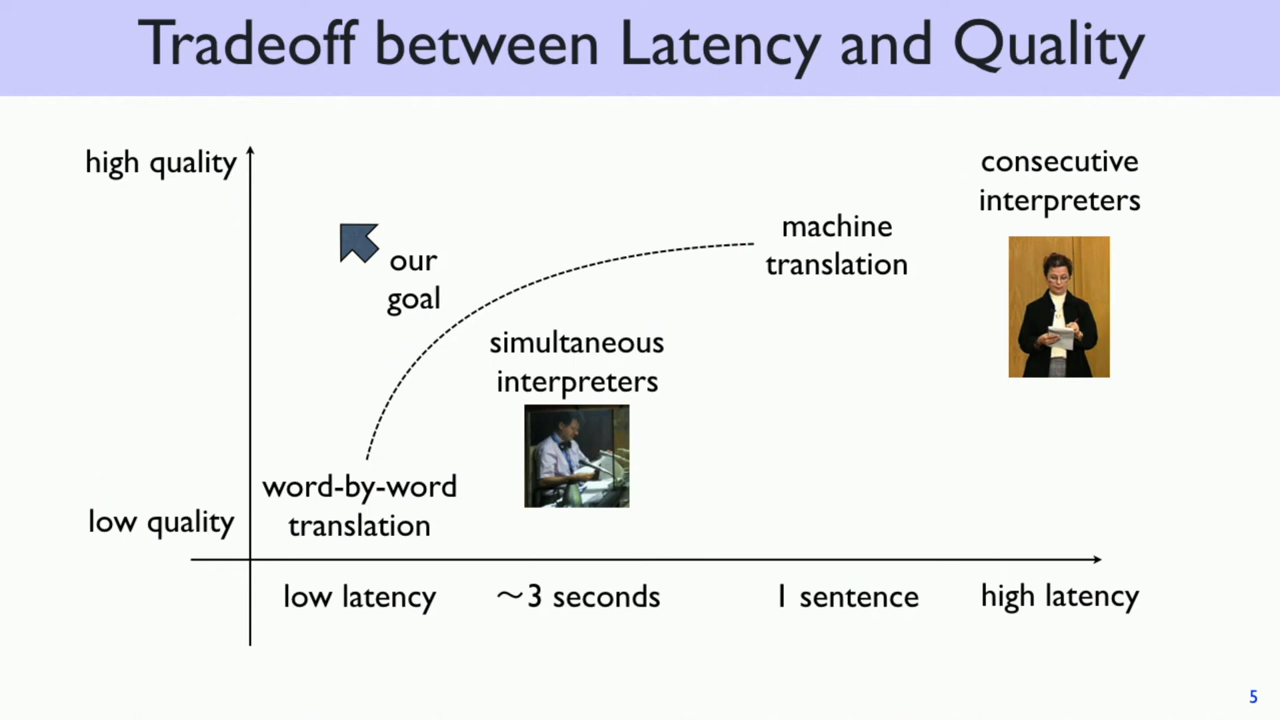 Tradeoff between Latency and Quality
high quality
consecutive
interpreters
machine
translation
our
goal
simultaneous
interpreters
word-by-word
translation
low quality
low latency
~3 seconds
1 sentence
high latency
5